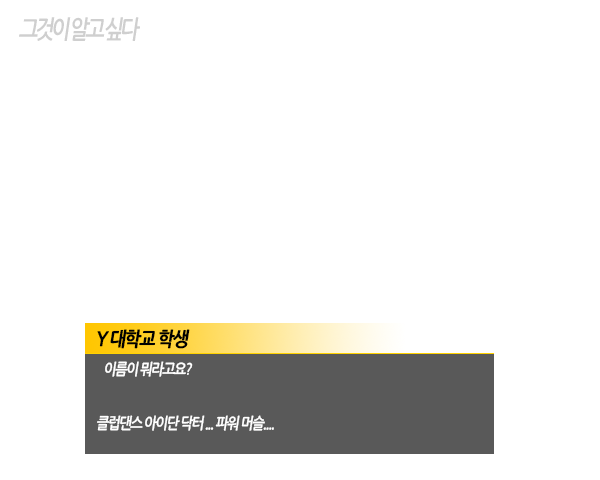 그것이 알고 싶다
Y 대학교 학생
이름이 뭐라고요?
클럽댄스 아이단 닥터 ... 파워 머슬....